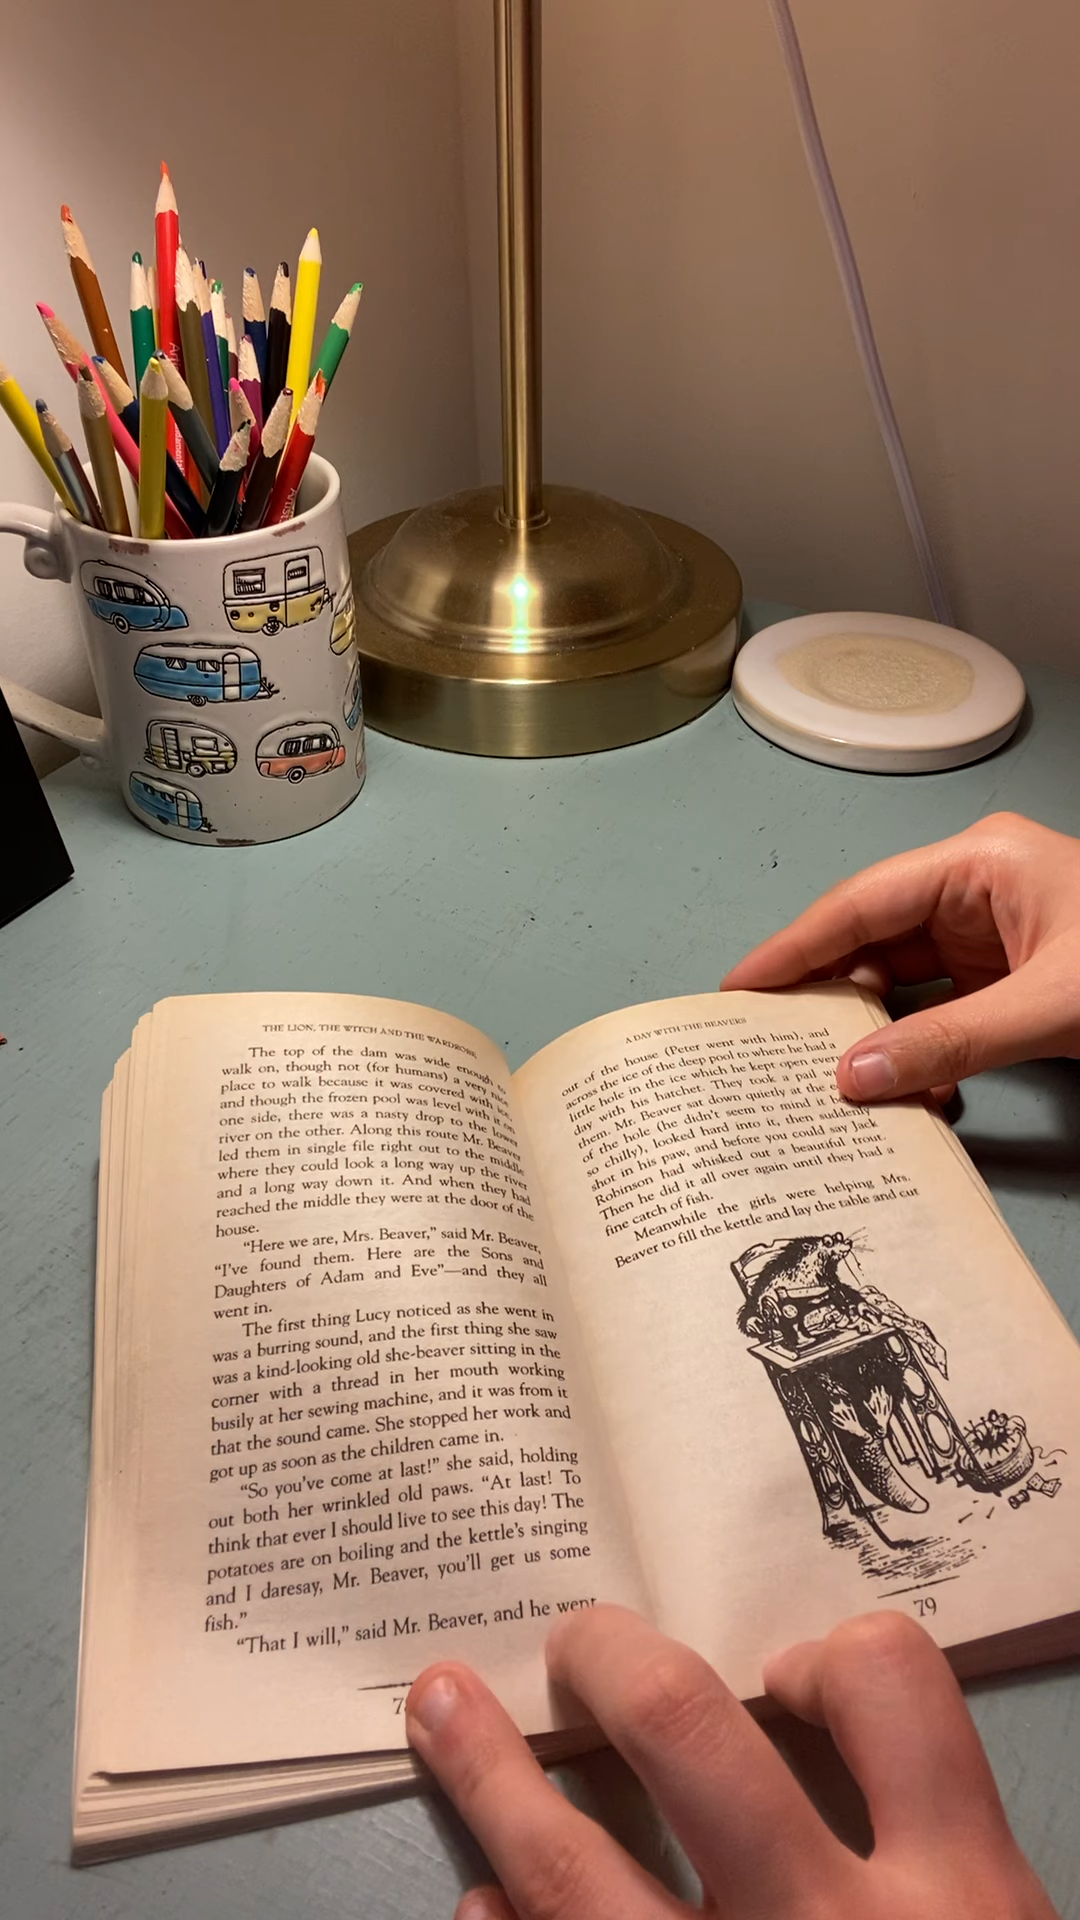 THE LION, THE WITCH AND THE WARDROBE
The top of the dam was wide enough to
walk on, though not (for humans) a very nice
place to walk because it was covered with ice,
and though the frozen pool was level with it on
one side, there was a nasty drop to the lower
river on the other. Along this route Mr. Beaver
led them in single file right out to the middle
where they could look a long way up the river
and a long way down it. And when they had
reached the middle they were at the door of the
house.
“Here we are, Mrs. Beaver,” said Mr. Beaver,
“I’ve found them. Here are the Sons and
Daughters of Adam and Eve”—and they all
went in.
The first thing Lucy noticed as she went in
was a burring sound, and the first thing she saw
was a kind-looking old she-beaver sitting in the
corner with a thread in her mouth working
busily at her sewing machine, and it was from it
that the sound came. She stopped her work and
got up as soon as the children came in.
“So you’ve come at last!” she said, holding
out both her wrinkled old paws. “At last! To
think that ever I should live to see this day! The
potatoes are on boiling and the kettle’s singing
and I daresay, Mr. Beaver, you’ll get us some
fish.”
“That I will,” said Mr. Beaver, and he went
A DAY WITH THE BEAVERS
out of the house (Peter went with him), and
across the ice of the deep pool to where he had a
little hole in the ice which he kept open every
day with his hatchet. They took a pail
them. Mr. Beaver sat down quietly at the
of the hole (he didn’t seem to mind it
so chilly), looked hard into it, then suddenly
shot in his paw, and before you could say Jack
Robinson had whisked out a beautiful trout.
Then he did it all over again until they had a
fine catch of fish.
Meanwhile the girls were helping Mrs.
Beaver to fill the kettle and lay the table and cut
79